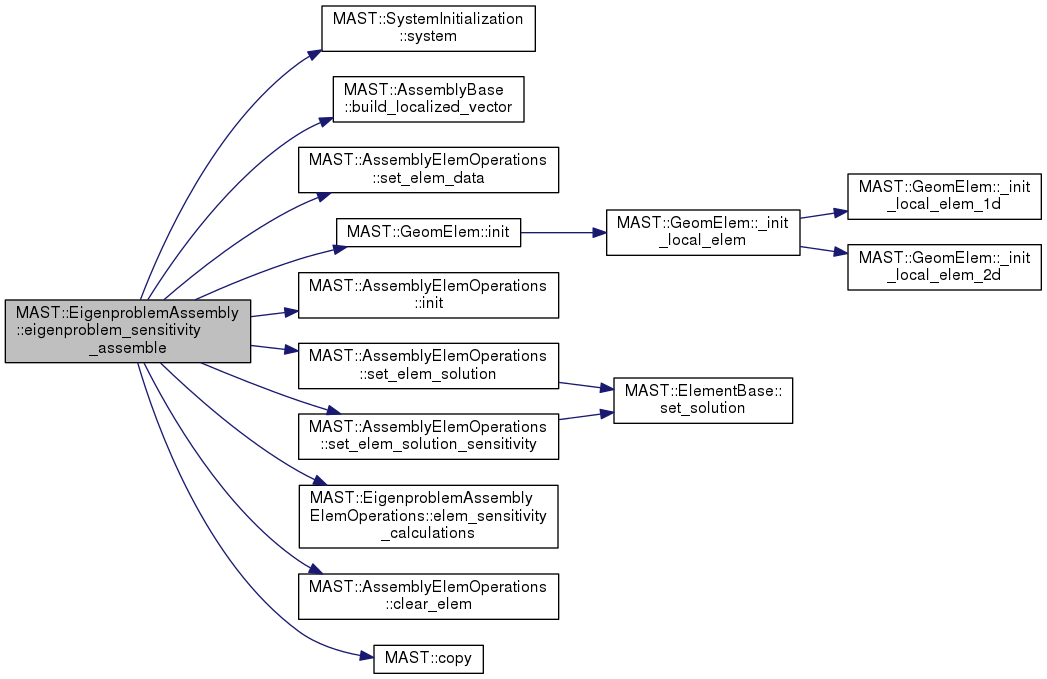 MAST::SystemInitialization
::system
MAST::AssemblyBase
::build_localized_vector
MAST::AssemblyElemOperations
::set_elem_data
MAST::GeomElem::init
MAST::GeomElem::_init
_local_elem
MAST::GeomElem::_init
_local_elem_1d
MAST::GeomElem::_init
_local_elem_2d
MAST::EigenproblemAssembly
::eigenproblem_sensitivity
_assemble
MAST::AssemblyElemOperations
::init
MAST::AssemblyElemOperations
::set_elem_solution
MAST::AssemblyElemOperations
::set_elem_solution_sensitivity
MAST::ElementBase::
set_solution
MAST::EigenproblemAssembly
ElemOperations::elem_sensitivity
_calculations
MAST::AssemblyElemOperations
::clear_elem
MAST::copy